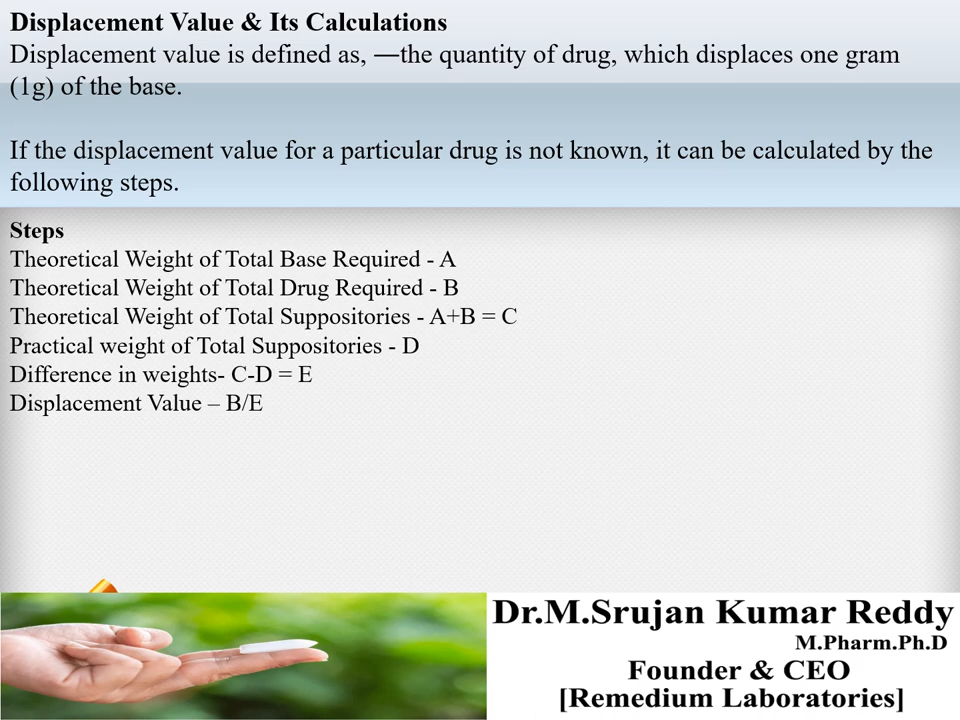 Displacement Value & Its Calculations
Displacement value is defined as, ―the quantity of drug, which displaces one gram
(1g) of the base.
If the displacement value for a particular drug is not known, it can be calculated by the
following steps.
Steps
Theoretical Weight of Total Base Required - A
Theoretical Weight of Total Drug Required - B
Theoretical Weight of Total Suppositories - A+B = C
Practical weight of Total Suppositories - D
Difference in weights- C-D = E
Displacement Value – B/E
Dr.M.Srujan Kumar Reddy
M.Pharm.Ph.D
Founder & CEO
[Remedium Laboratories]